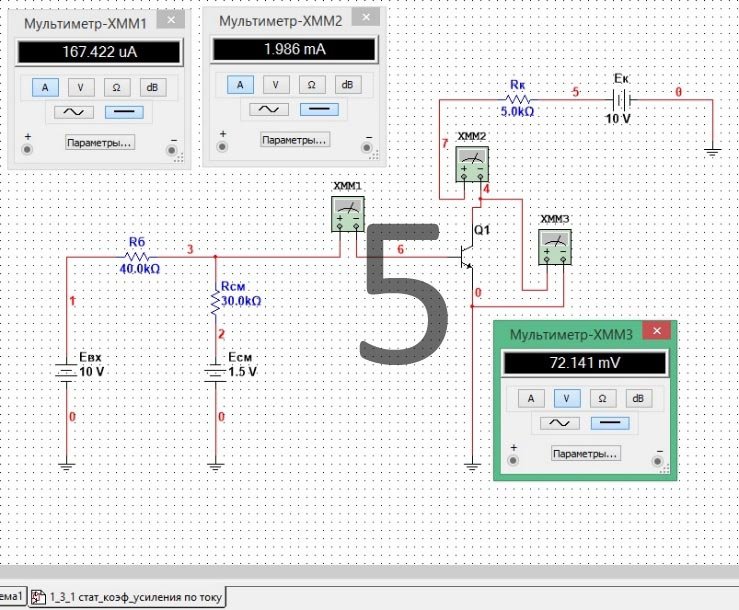 Мультиметр-XMM1
167.422 uA
A V Ω dB
+ Параметры... −
Мультиметр-XMM2
1.986 mA
A V Ω dB
+ Параметры... −
Rк
5.0kΩ
5
Eк
10 V
0
7
XMM2
+ −
4
XMM1
+ −
Q1
XMM3
+ −
Rб
40.0kΩ
3
6
Rсм
30.0kΩ
0
1
2
5
Eвх
10 V
Eсм
1.5 V
0
0
Мультиметр-XMM3
72.141 mV
A V Ω dB
+ Параметры... −
ема1
1_3_1 стат_коэф_усиления по току